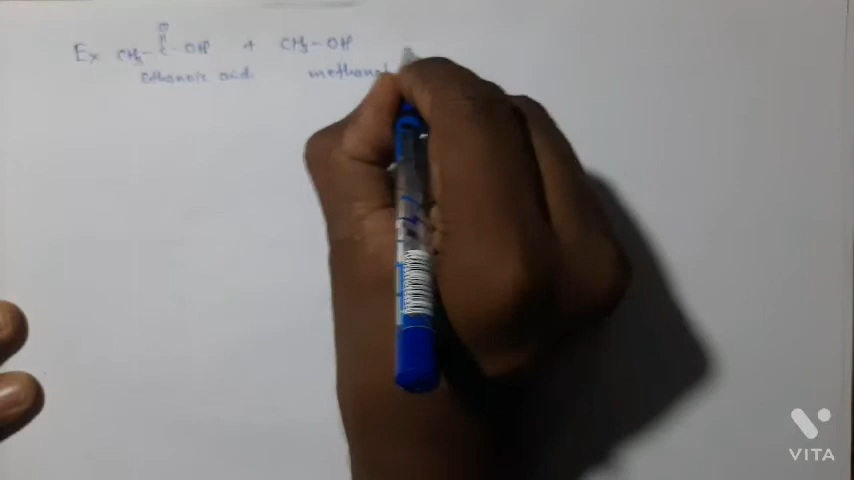 O
Ex CH3- C - OH + CH3-OH
Ethanoic acid methanol
VITA